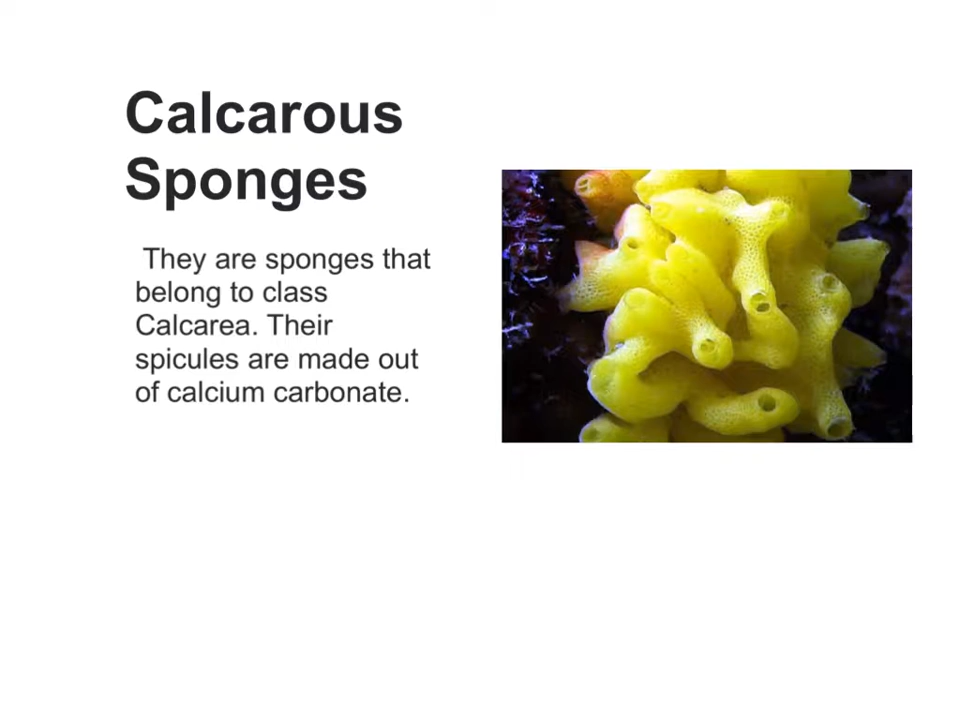 Calcarous
Sponges
They are sponges that
belong to class
Calcarea. Their
spicules are made out
of calcium carbonate.